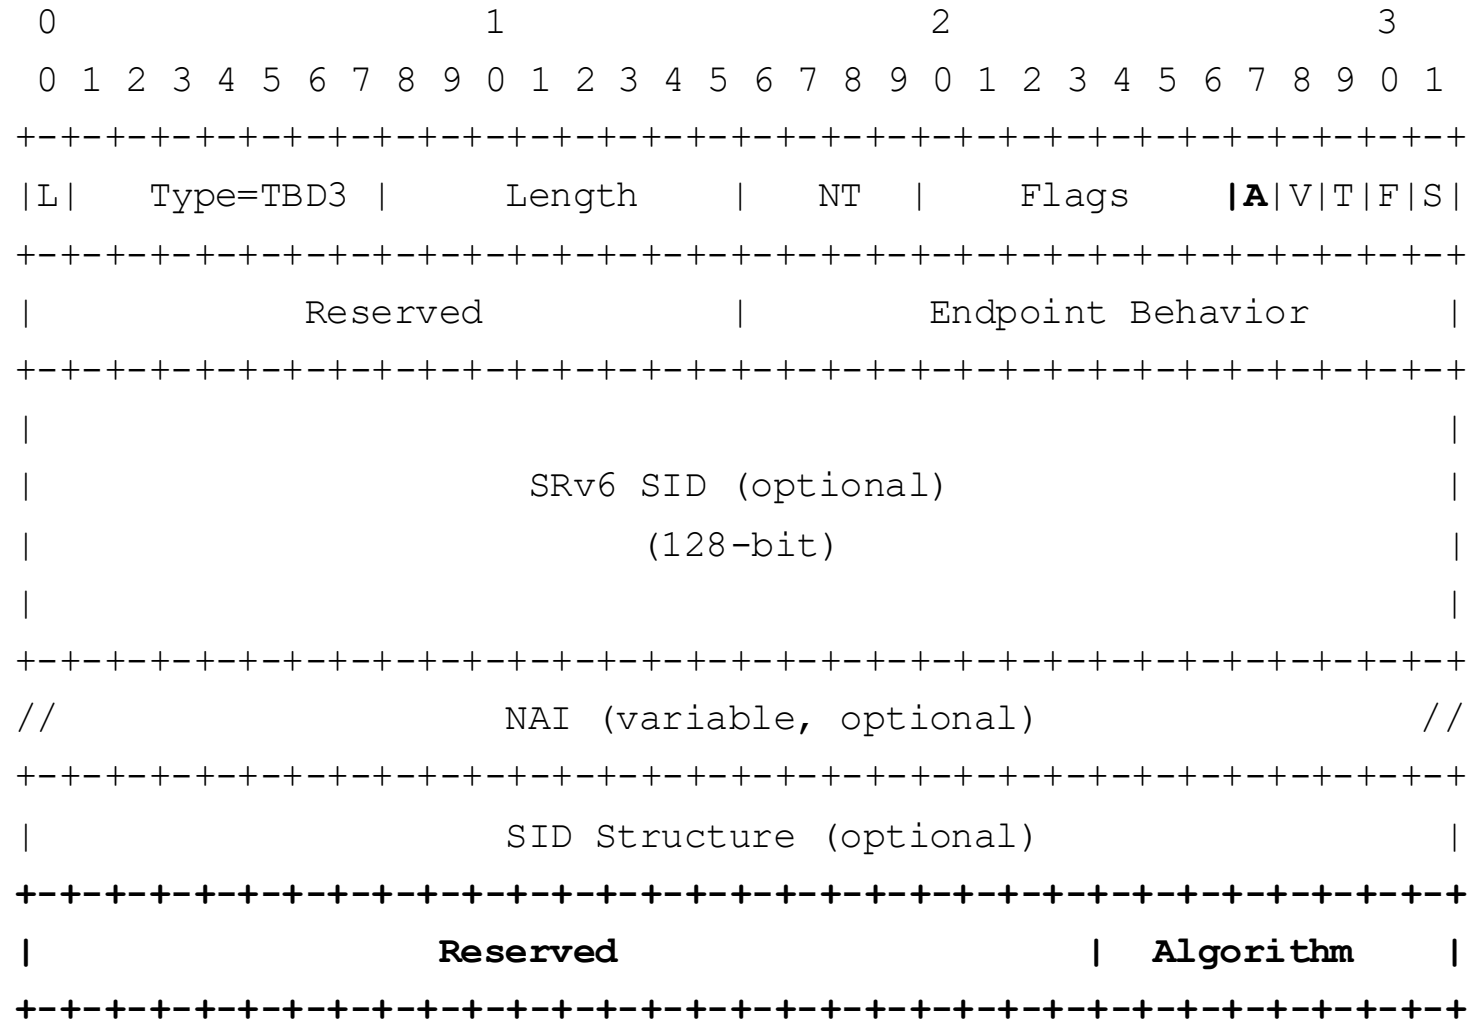 0                   1                   2                   3
 0 1 2 3 4 5 6 7 8 9 0 1 2 3 4 5 6 7 8 9 0 1 2 3 4 5 6 7 8 9 0 1
+-+-+-+-+-+-+-+-+-+-+-+-+-+-+-+-+-+-+-+-+-+-+-+-+-+-+-+-+-+-+-+-+
|L|   Type=TBD3 |     Length    |   NT  |    Flags    |A|V|T|F|S|
+-+-+-+-+-+-+-+-+-+-+-+-+-+-+-+-+-+-+-+-+-+-+-+-+-+-+-+-+-+-+-+-+
|            Reserved           |        Endpoint Behavior      |
+-+-+-+-+-+-+-+-+-+-+-+-+-+-+-+-+-+-+-+-+-+-+-+-+-+-+-+-+-+-+-+-+
|                                                               |
|                      SRv6 SID (optional)                      |
|                           (128-bit)                           |
|                                                               |
+-+-+-+-+-+-+-+-+-+-+-+-+-+-+-+-+-+-+-+-+-+-+-+-+-+-+-+-+-+-+-+-+
//                    NAI (variable, optional)                 //
+-+-+-+-+-+-+-+-+-+-+-+-+-+-+-+-+-+-+-+-+-+-+-+-+-+-+-+-+-+-+-+-+
|                     SID Structure (optional)                  |
+-+-+-+-+-+-+-+-+-+-+-+-+-+-+-+-+-+-+-+-+-+-+-+-+-+-+-+-+-+-+-+-+
|                  Reserved                     |  Algorithm    |
+-+-+-+-+-+-+-+-+-+-+-+-+-+-+-+-+-+-+-+-+-+-+-+-+-+-+-+-+-+-+-+-+